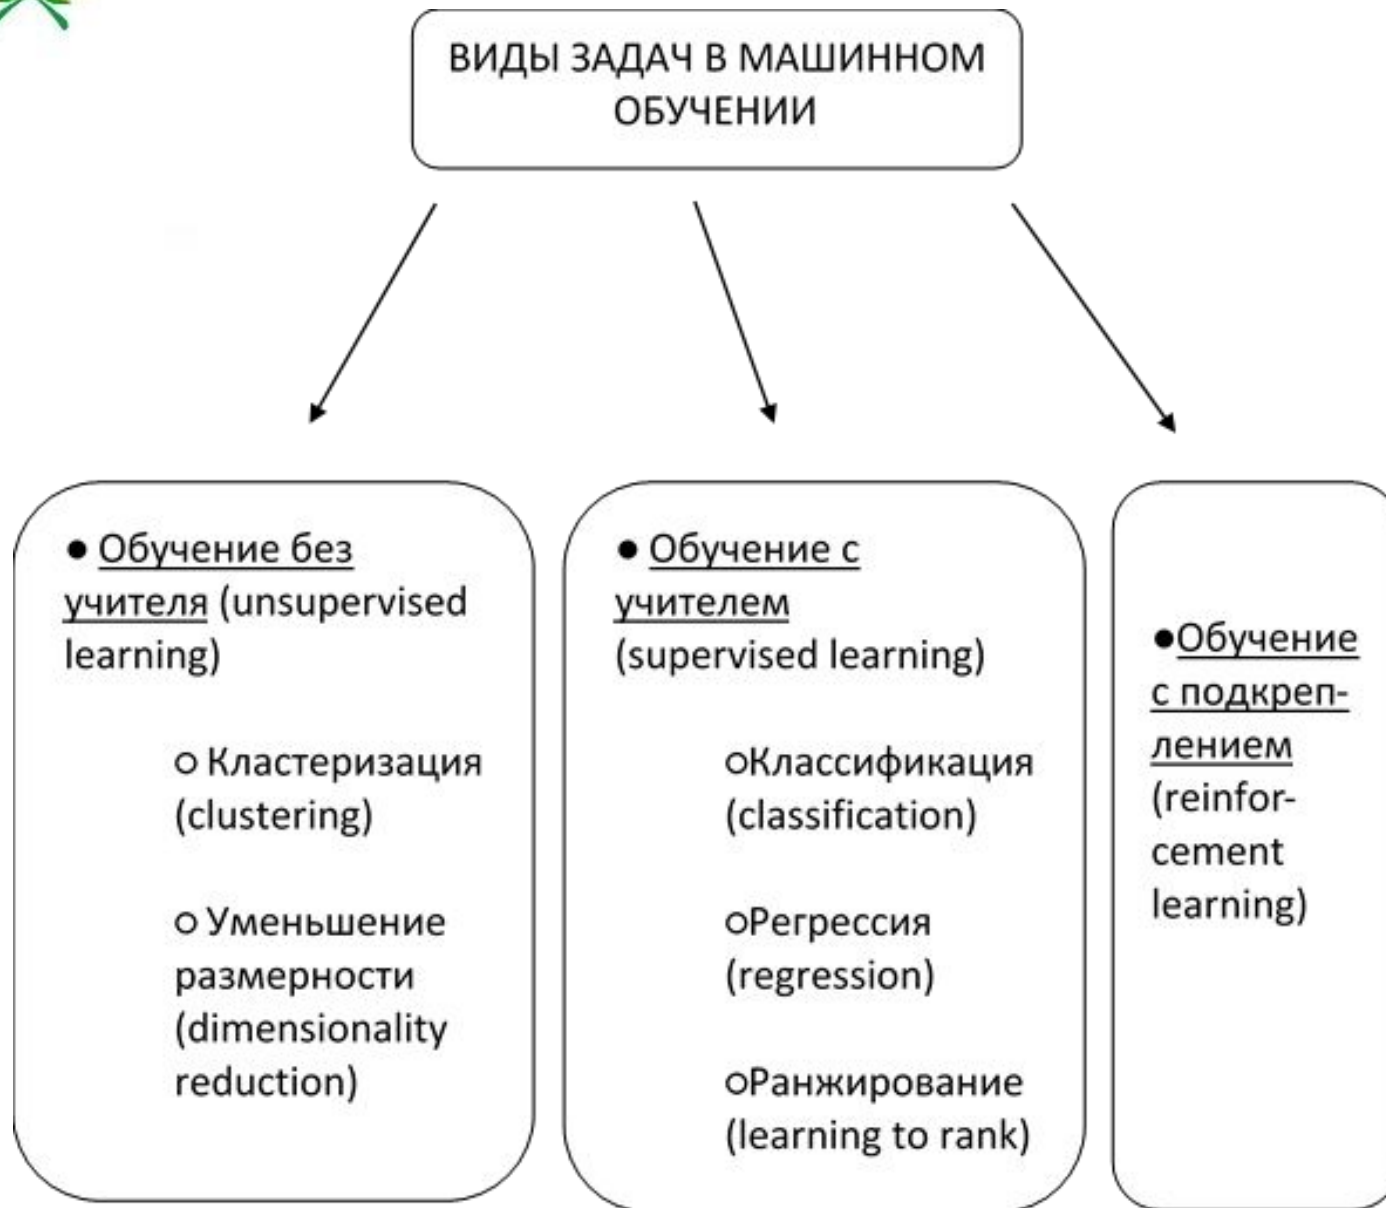 ВИДЫ ЗАДАЧ В МАШИННОМ
ОБУЧЕНИИ
● Обучение без
учителя (unsupervised
learning)
○ Кластеризация
(clustering)
○ Уменьшение
размерности
(dimensionality
reduction)
● Обучение с
учителем
(supervised learning)
○Классификация
(classification)
○Регрессия
(regression)
○Ранжирование
(learning to rank)
●Обучение
с подкреп-
лением
(reinfor-
cement
learning)